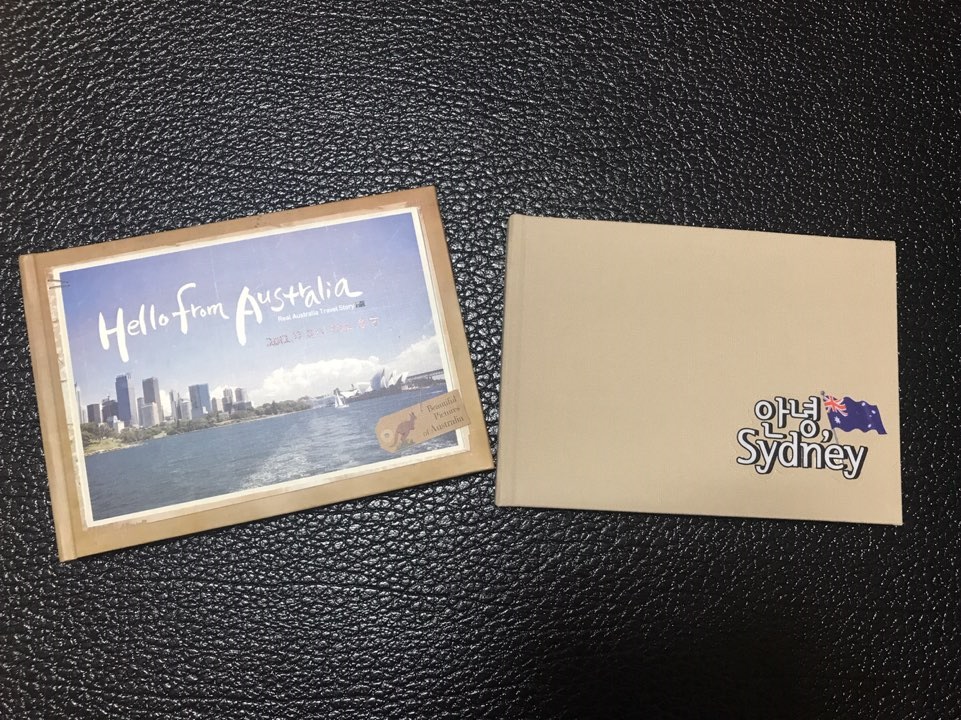 Hello from Australia
Real Australia Travel Story
Beautiful
Pictures
of Australia
안녕,
Sydney